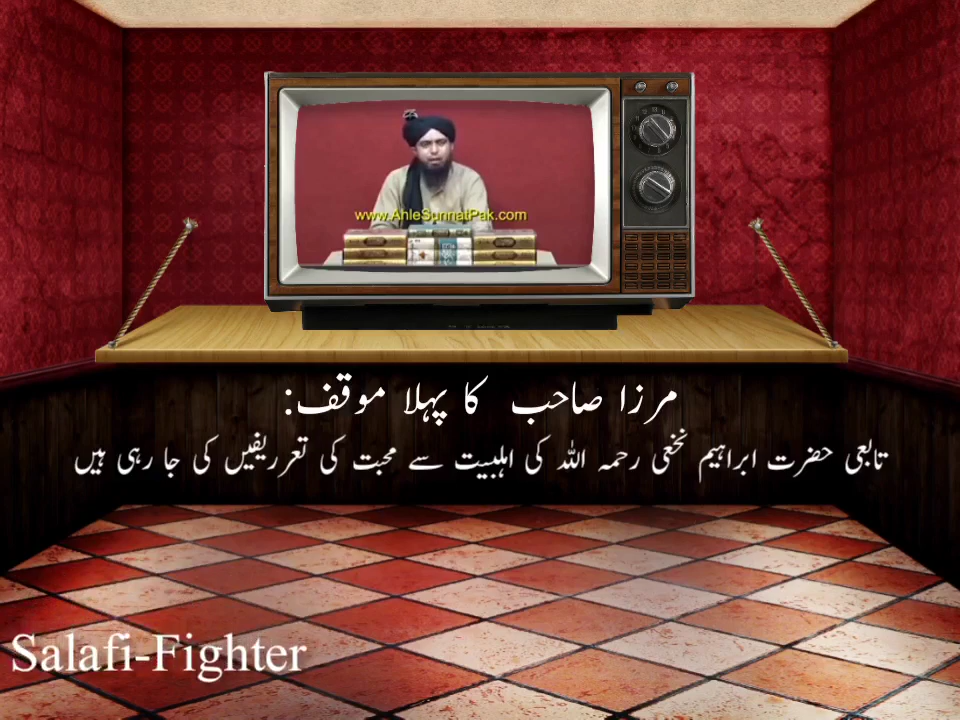 www.AhleSunnatPak.com
مرزا صاحب کا پہلا موقف:
تابعی حضرت ابراہیم نخعی رحمہ اللہ کی اہلبیت سے محبت کی تعرریفیں کی جا رہی ہیں
Salafi-Fighter